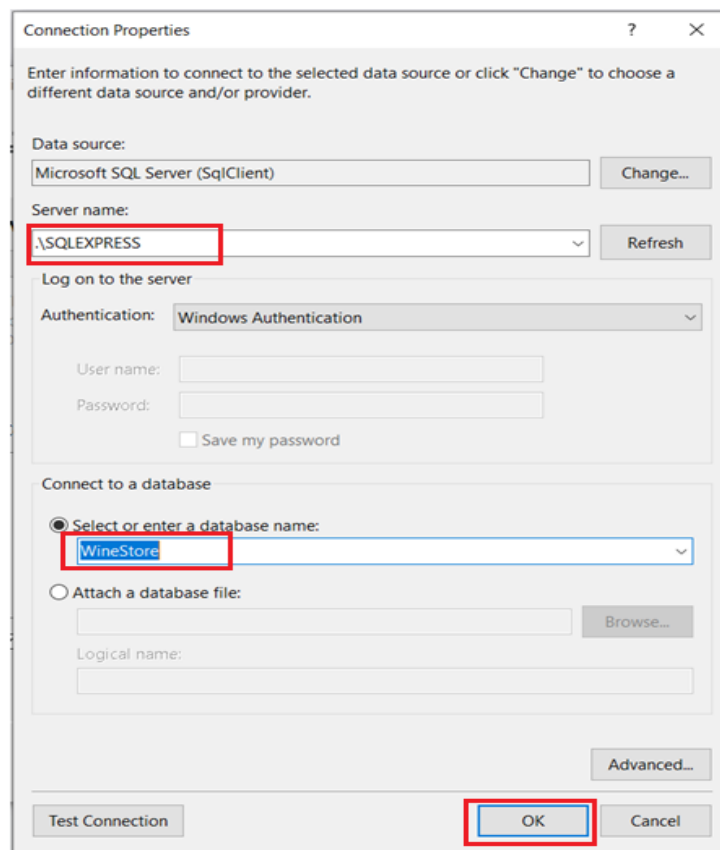 Connection Properties ?
Enter information to connect to the selected data source or click "Change" to choose a
different data source and/or provider.
Data source:
Microsoft SQL Server (SqlClient) Change...
Server name:
.\SQLEXPRESS Refresh
Log on to the server
Authentication: Windows Authentication
User name:
Password:
Save my password
Connect to a database
Select or enter a database name:
WineStore
Attach a database file:
Browse...
Logical name:
Advanced...
Test Connection OK Cancel